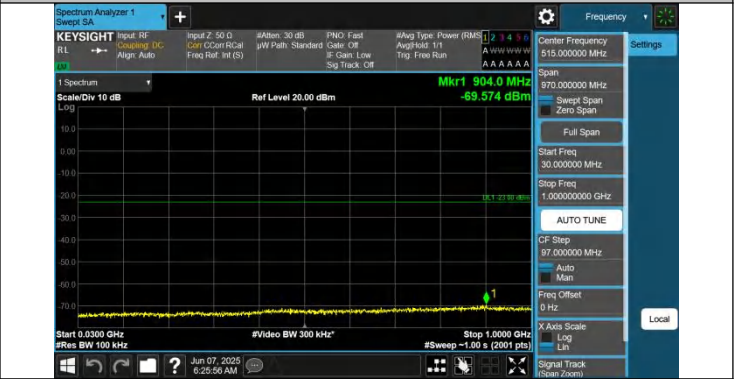 Spectrum Analyzer 1
Swept SA
Frequency
KEYSIGHT
RL
Input: RF
Coupling: DC
Align: Auto
Input Z: 50 Ω
Corr CCorr RCal
Freq Ref: Int (S)
#Atten: 30 dB
µW Path: Standard
PNO: Fast
Gate: Off
IF Gain: Low
Sig Track: Off
#Avg Type: Power (RMS
Avg|Hold: 1/1
Trig: Free Run
1 2 3 4 5 6
A W W W W W
A A A A A A
1 Spectrum
Mkr1 904.0 MHz
Scale/Div 10 dB
Ref Level 20.00 dBm
-69.574 dBm
Log
10.0
0.00
-10.0
-20.0
DL1 -23.00 dBm
-30.0
-40.0
-50.0
-60.0
1
-70.0
Start 0.0300 GHz
#Video BW 300 kHz*
Stop 1.0000 GHz
#Res BW 100 kHz
#Sweep ~1.00 s (2001 pts)
Jun 07, 2025
6:25:56 AM
Center Frequency
515.000000 MHz
Settings
Span
970.000000 MHz
Swept Span
Zero Span
Full Span
Start Freq
30.000000 MHz
Stop Freq
1.000000000 GHz
AUTO TUNE
CF Step
97.000000 MHz
Auto
Man
Freq Offset
0 Hz
X Axis Scale
Log
Lin
Local
Signal Track
(Span Zoom)